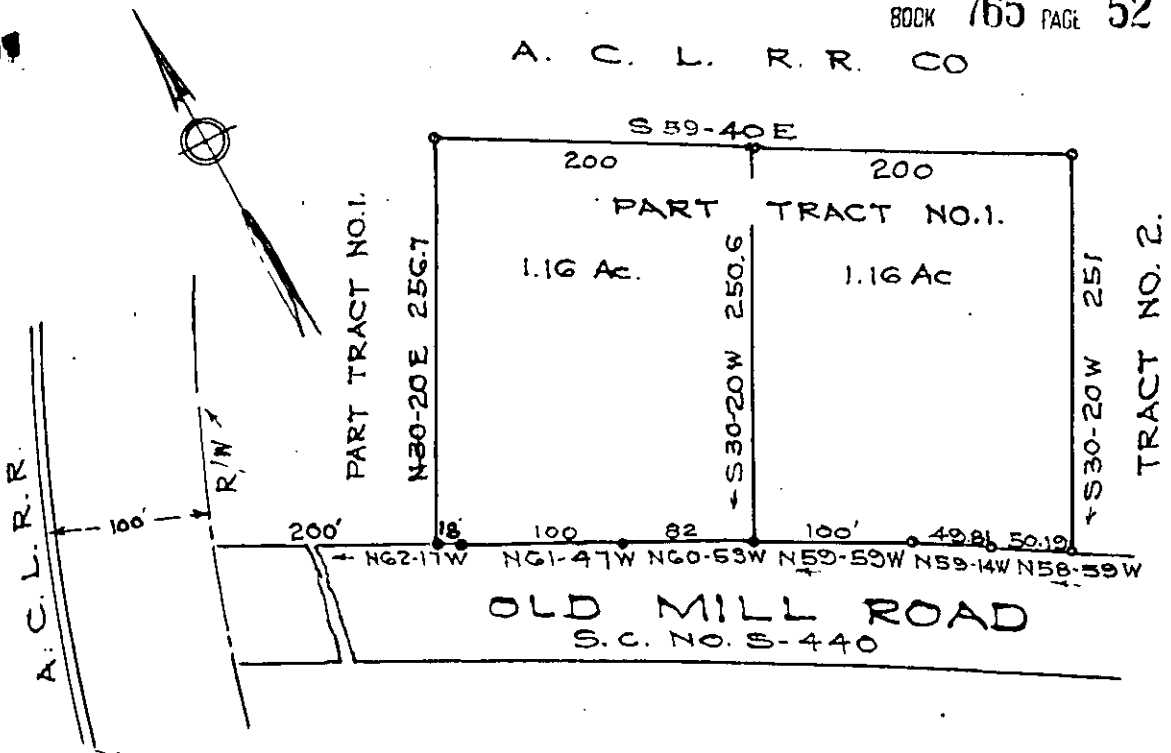 BOOK 765 PAGE 52
A. C. L. R. R. CO
S 59-40 E
200
200
PART TRACT NO.1.
1.16 Ac.
1.16 Ac
PART TRACT NO.1.
N30-20E 256.7
S30-20W 250.6
S30-20W 251
TRACT NO. 2.
R/W
A. C. L. R. R
100'
200'
18'
100
82
100'
49.81
50.19
N62-17W
N61-47W
N60-53W
N59-59W
N59-14W
N58-59W
OLD MILL ROAD
S.C. NO. S-440